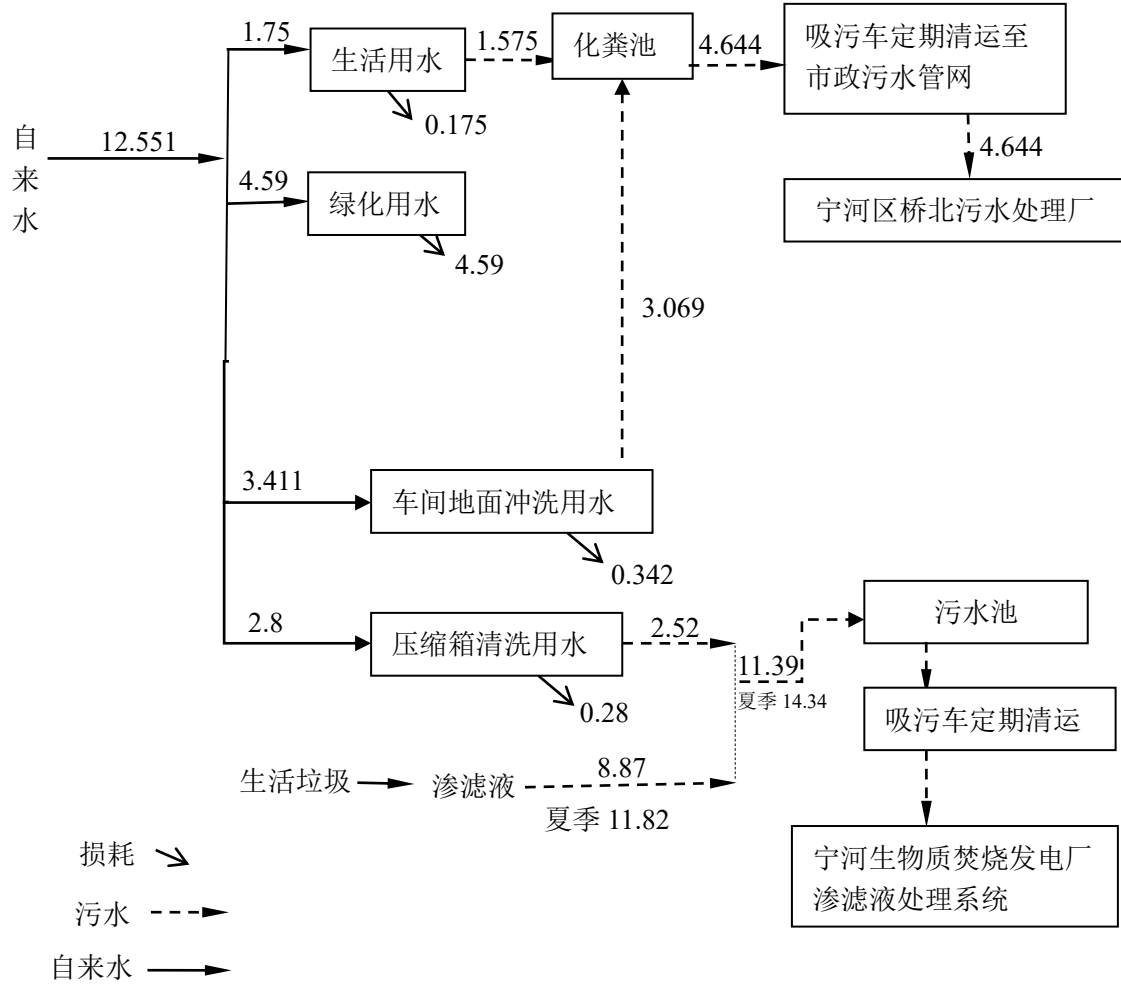 1.75
生活用水
1.575
化粪池
4.644
吸污车定期清运至
市政污水管网
0.175
自来水
12.551
4.644
4.59
绿化用水
宁河区桥北污水处理厂
4.59
3.069
3.411
车间地面冲洗用水
0.342
2.8
压缩箱清洗用水
2.52
污水池
11.39
夏季 14.34
0.28
吸污车定期清运
生活垃圾
渗滤液
8.87
夏季 11.82
宁河生物质焚烧发电厂
渗滤液处理系统
损耗
污水
自来水